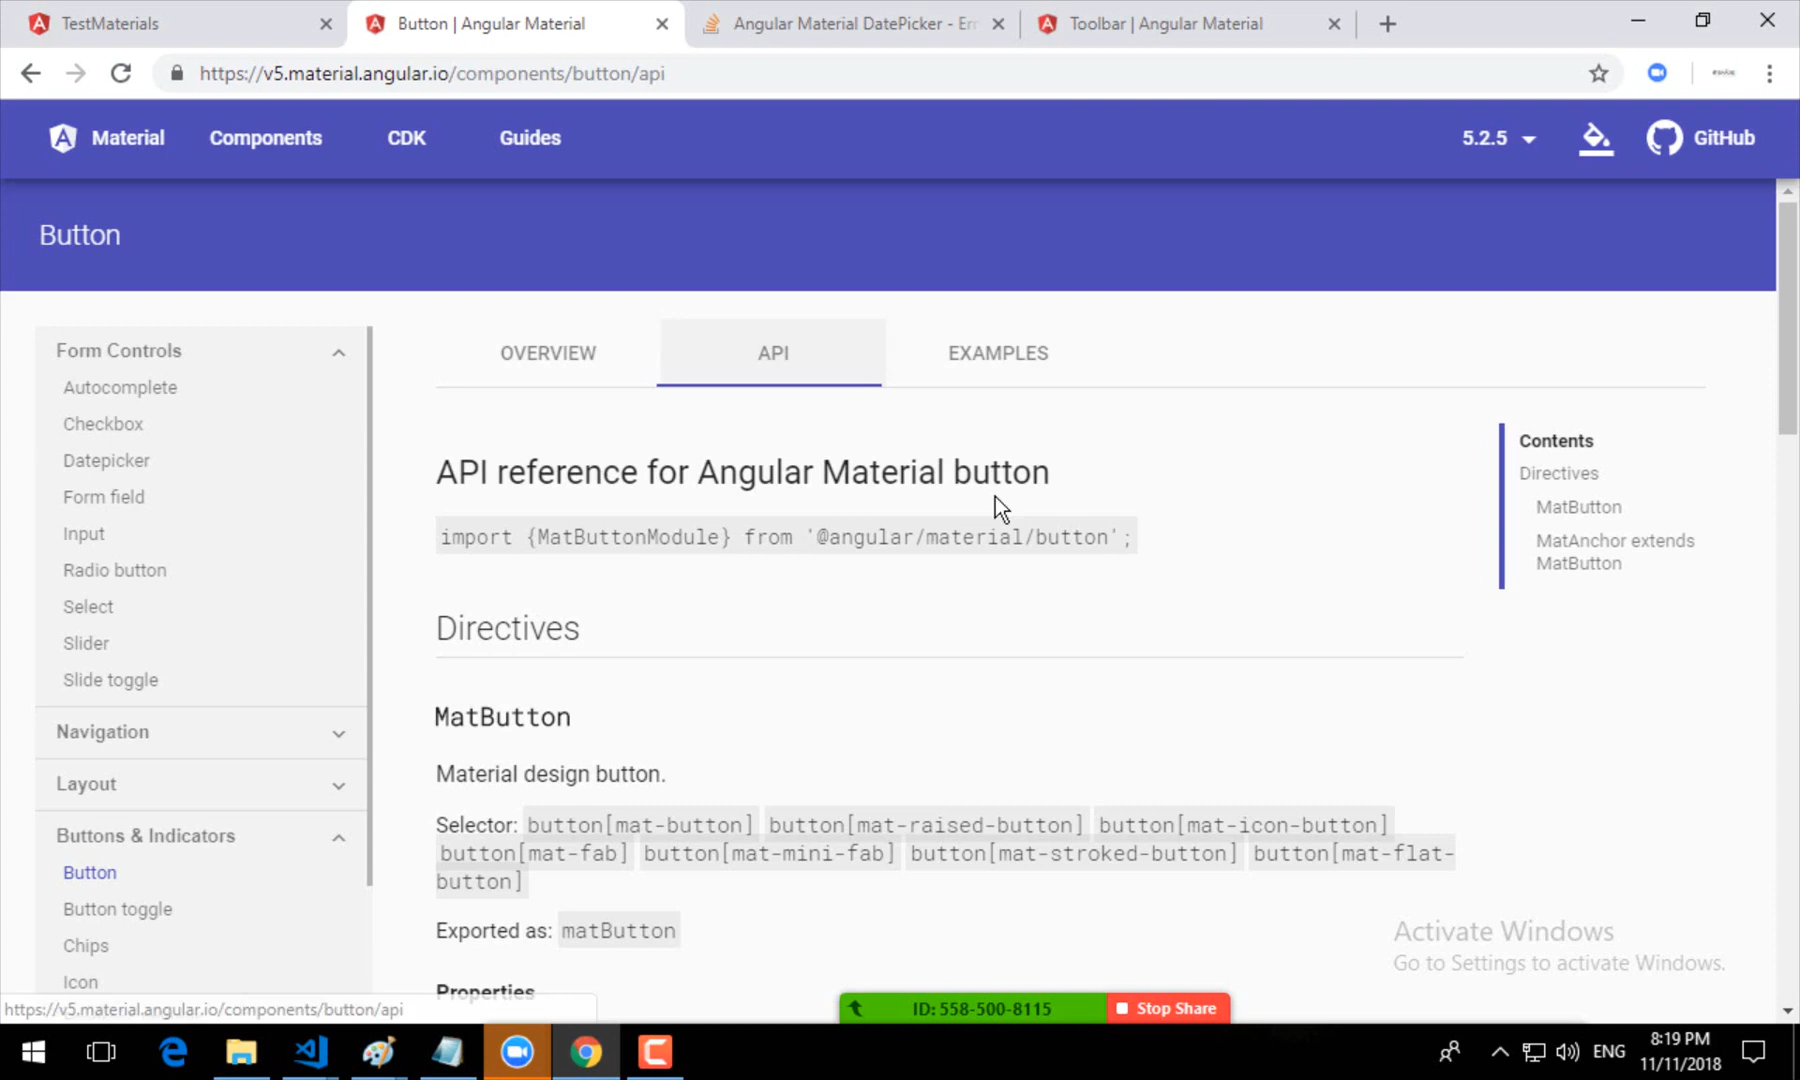 TestMaterials
Button | Angular Material
Angular Material DatePicker - Err
Toolbar | Angular Material
https://v5.material.angular.io/components/button/api
Material
Components
CDK
Guides
5.2.5
GitHub
Button
Form Controls
Autocomplete
Checkbox
Datepicker
Form field
Input
Radio button
Select
Slider
Slide toggle
Navigation
Layout
Buttons & Indicators
Button
Button toggle
Chips
Icon
OVERVIEW
API
EXAMPLES
API reference for Angular Material button
import {MatButtonModule} from '@angular/material/button';
Directives
MatButton
Material design button.
Selector: button[mat-button] button[mat-raised-button] button[mat-icon-button]
button[mat-fab] button[mat-mini-fab] button[mat-stroked-button] button[mat-flat-
button]
Exported as: matButton
Properties
Contents
Directives
MatButton
MatAnchor extends
MatButton
Activate Windows
Go to Settings to activate Windows.
https://v5.material.angular.io/components/button/api
ID: 558-500-8115
Stop Share
ENG
8:19 PM
11/11/2018